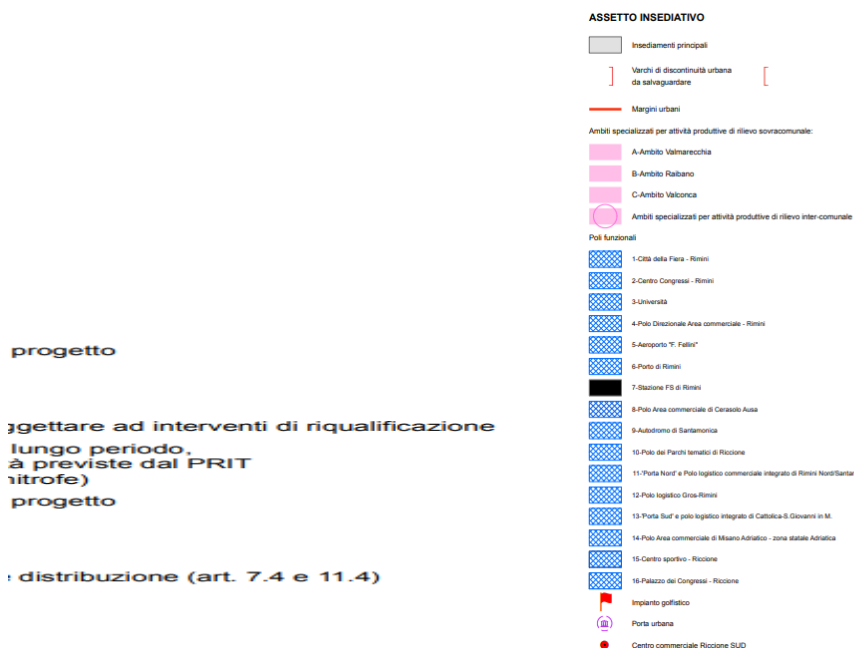 progetto
ggettare ad interventi di riqualificazione
lungo periodo,
à previste dal PRIT
nitrofe)
progetto
distribuzione (art. 7.4 e 11.4)
ASSETTO INSEDIATIVO
Insediamenti principali
Varchi di discontinuità urbana
da salvaguardare
Margini urbani
Ambiti specializzati per attività produttive di rilievo sovracomunale:
A-Ambito Valmarecchia
B-Ambito Raibano
C-Ambito Valconca
Ambiti specializzati per attività produttive di rilievo inter-comunale
Poli funzionali
1-Città della Fiera - Rimini
2-Centro Congressi - Rimini
3-Università
4-Polo Direzionale Area commerciale - Rimini
5-Aeroporto "F. Fellini"
6-Porto di Rimini
7-Stazione FS di Rimini
8-Polo Area commerciale di Cerasolo Ausa
9-Autodromo di Santamonica
10-Polo dei Parchi tematici di Riccione
11-'Porta Nord' e Polo logistico commerciale integrato di Rimini Nord/Santar
12-Polo logistico Gros-Rimini
13-'Porta Sud' e polo logistico integrato di Cattolica-S.Giovanni in M.
14-Polo Area commerciale di Misano Adriatico - zona statale Adriatica
15-Centro sportivo - Riccione
16-Palazzo dei Congressi - Riccione
Impianto golfistico
Porta urbana
Centro commerciale Riccione SUD